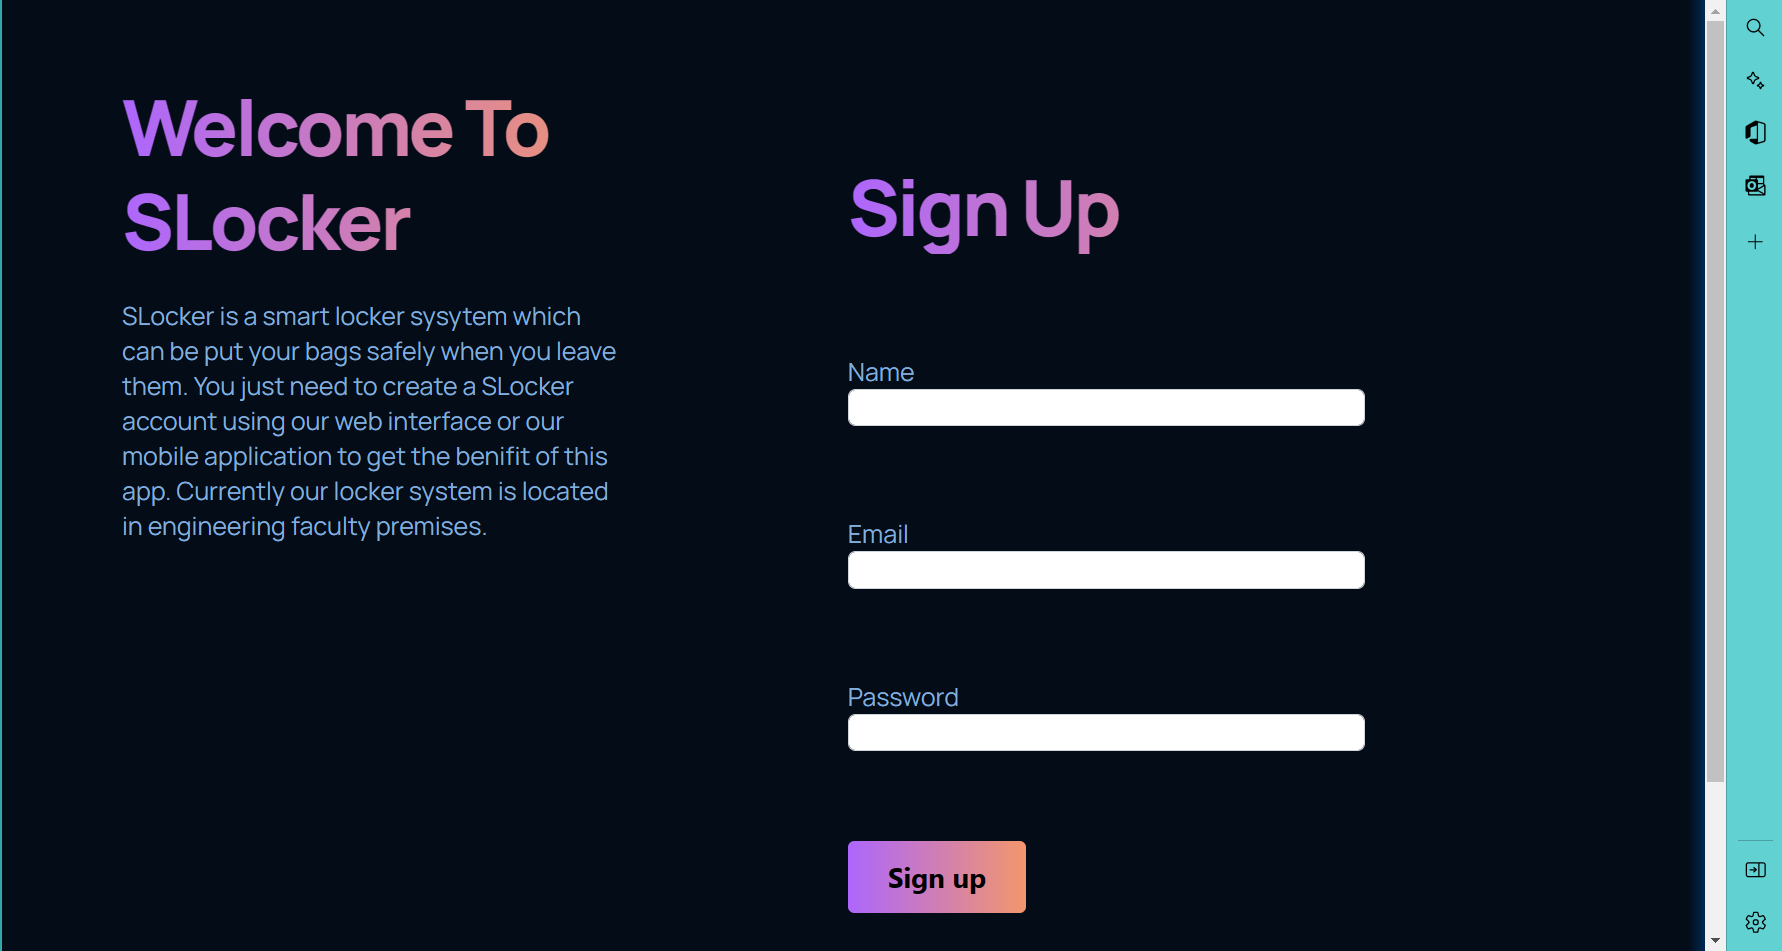 Welcome To
SLocker
SLocker is a smart locker sysytem which
can be put your bags safely when you leave
them. You just need to create a SLocker
account using our web interface or our
mobile application to get the benifit of this
app. Currently our locker system is located
in engineering faculty premises.
Sign Up
Name
Email
Password
Sign up